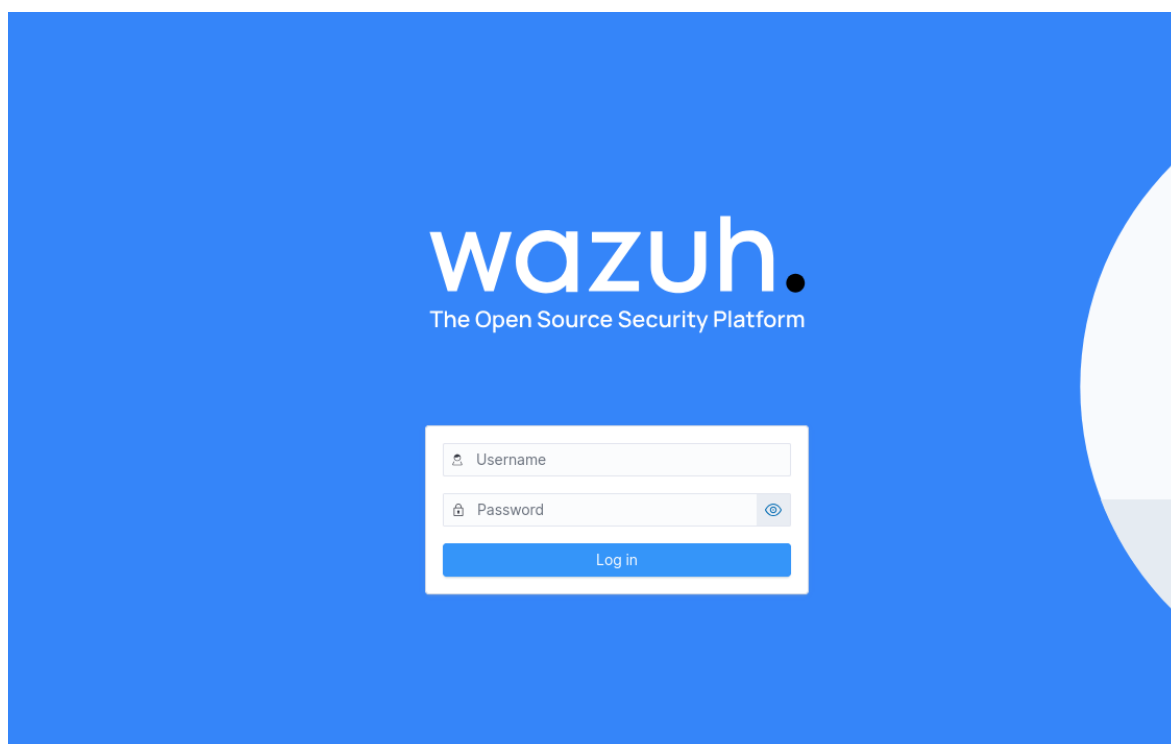 wazuh.
The Open Source Security Platform
Username
Password
Log in